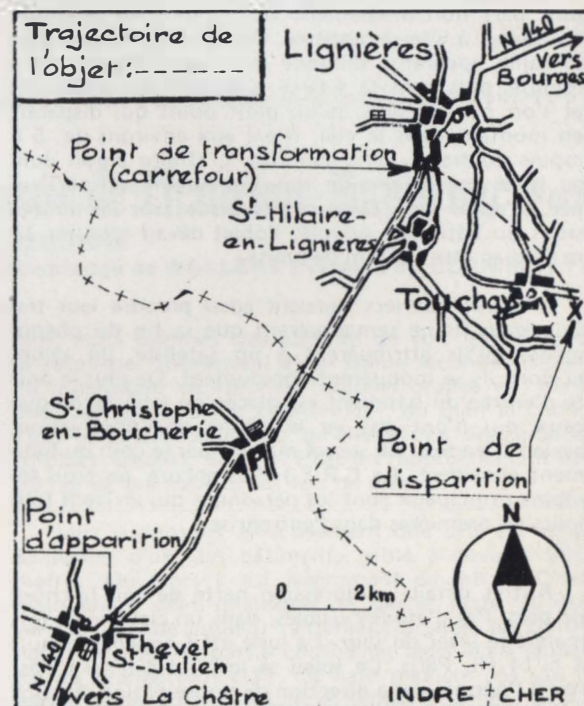 Trajectoire de
l'objet:------
Lignières
N 140
vers
Bourges
Point de transformation
(carrefour)
St-Hilaire-
en-Lignières
Touchay
St-Christophe
en-Boucherie
Point de
disparition
Point
d'apparition
N
2 km
Thevet
St-Julien
N 140
vers La Châtre
INDRE CHER